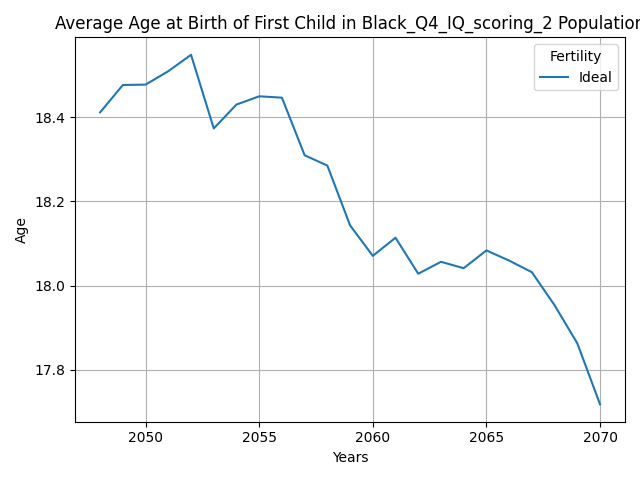 Average Age at Birth of First Child in Black_Q4_IQ_scoring_2 Population
Fertility
Ideal
18.4
18.2
18.0
17.8
Age
2050 2055 2060 2065 2070
Years